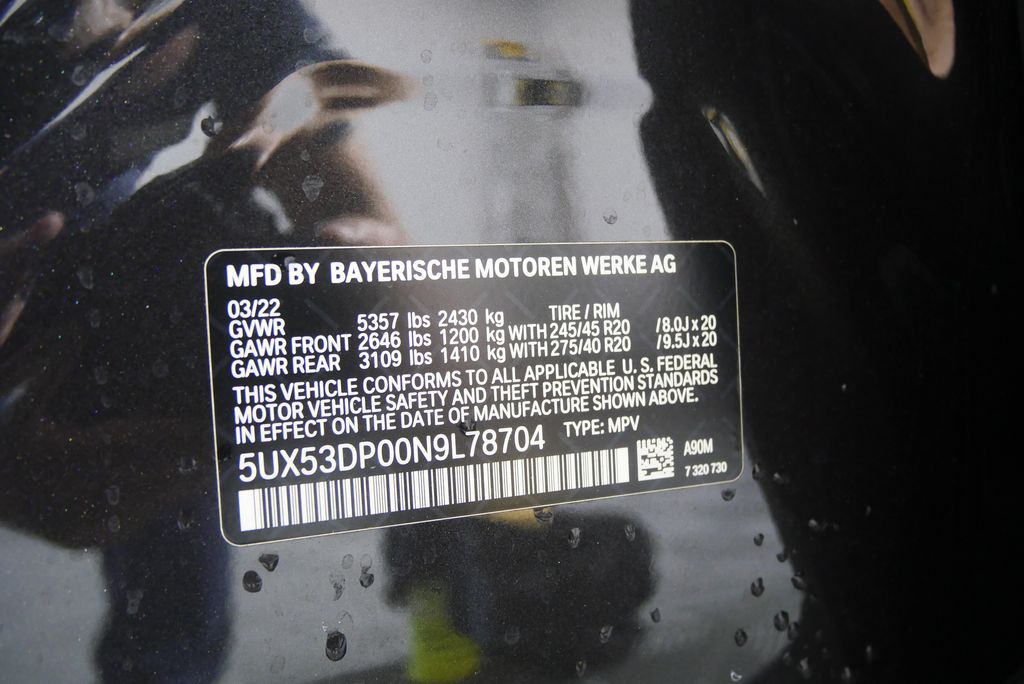 MFD BY BAYERISCHE MOTOREN WERKE AG
03/22 TIRE / RIM
GVWR 5357 lbs 2430 kg
GAWR FRONT 2646 lbs 1200 kg WITH 245/45 R20 /8.0J x 20
GAWR REAR 3109 lbs 1410 kg WITH 275/40 R20 /9.5J x 20
THIS VEHICLE CONFORMS TO ALL APPLICABLE U. S. FEDERAL
MOTOR VEHICLE SAFETY AND THEFT PREVENTION STANDARDS
IN EFFECT ON THE DATE OF MANUFACTURE SHOWN ABOVE.
5UX53DP00N9L78704 TYPE: MPV
A90M
7 320 730